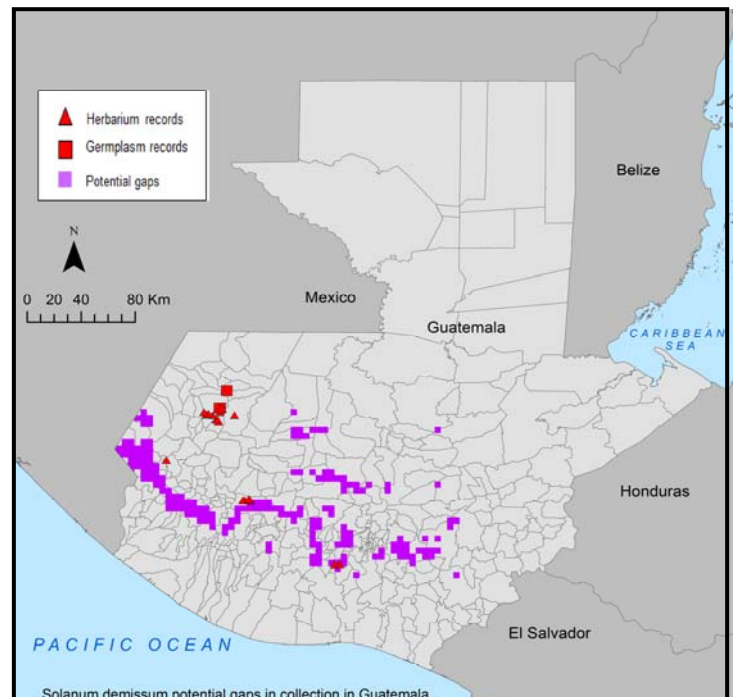 Herbarium records
Germplasm records
Potential gaps
Belize
N
0 20 40 80 Km
Mexico
Guatemala
CARIBBEAN
SEA
Honduras
El Salvador
PACIFIC OCEAN
Solanum demissum potential gaps in collection in Guatemala